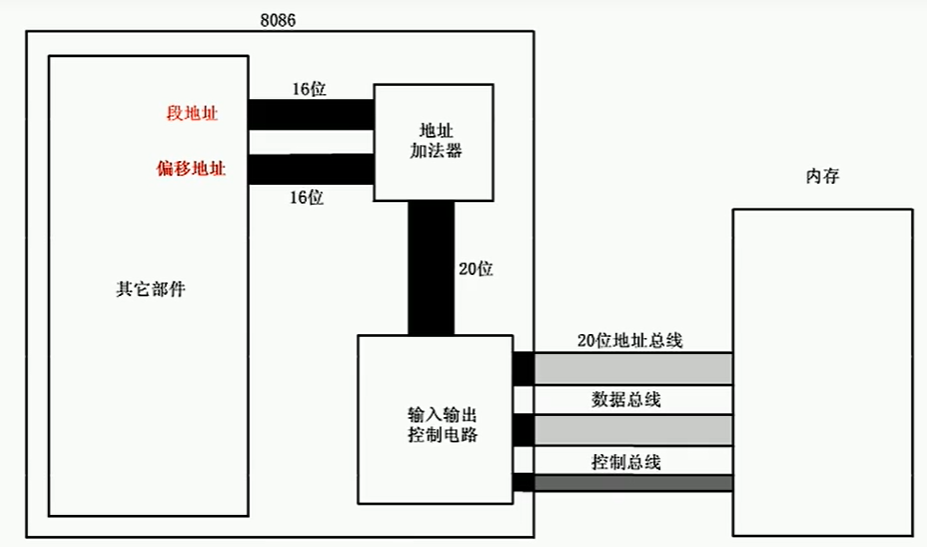 8086
16位
段地址
地址
加法器
偏移地址
16位
内存
20位
其它部件
20位地址总线
数据总线
输入输出
控制电路
控制总线